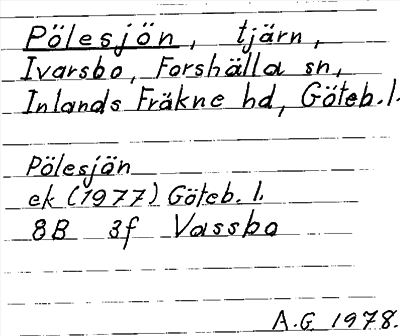 Pölesjön, tjärn,
Ivarsbo, Forshälla sn,
Inlands Fräkne hd, Göteb.l.
Pölesjön
ek (1977) Göteb. l.
8B 3f Vassbo
A.G. 1978.